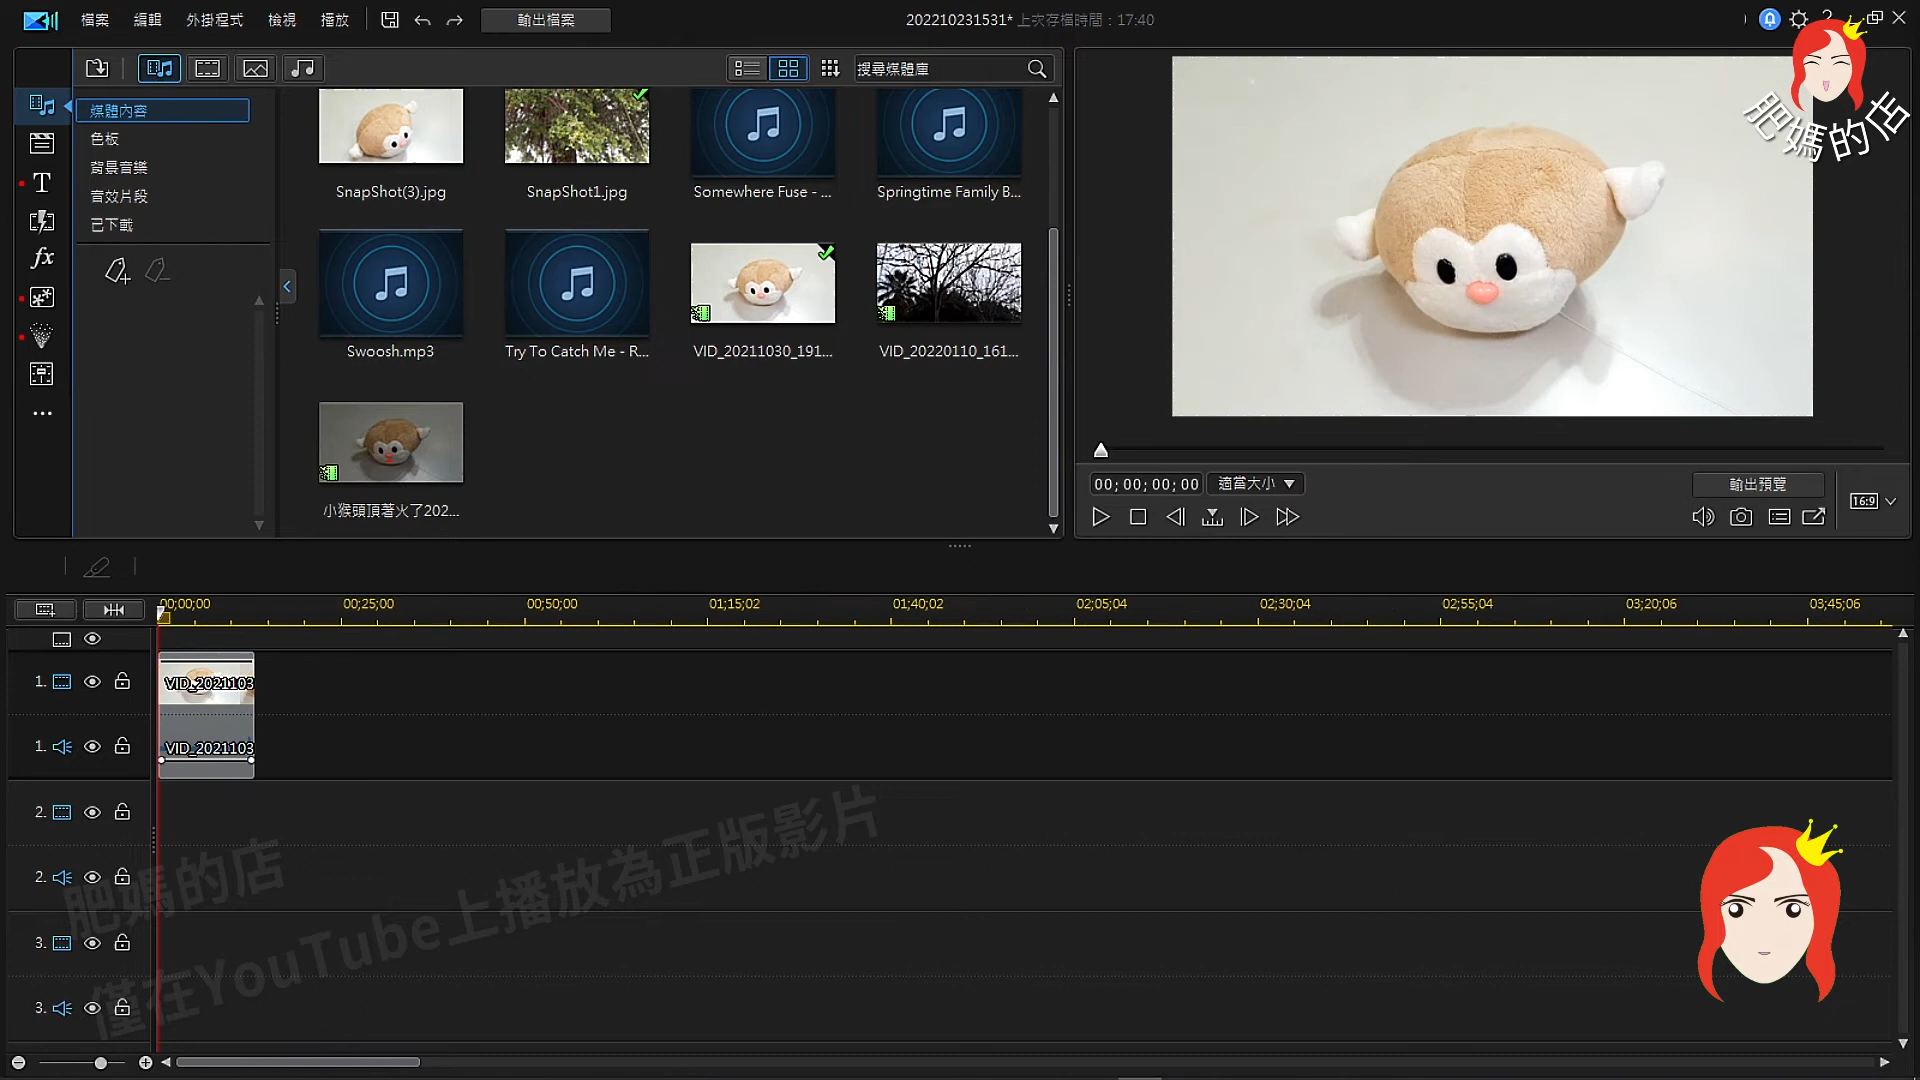 檔案 編輯 外掛程式 檢視 播放 輸出檔案 202210231531* 上次存檔時間：17:40
搜尋媒體庫
媒體內容
色板
背景音樂
音效片段
已下載
T
fx
SnapShot(3).jpg SnapShot1.jpg Somewhere Fuse - ... Springtime Family B...
Swoosh.mp3 Try To Catch Me - R... VID_20211030_191... VID_20220110_161...
小猴頭頂著火了202...
肥媽的店
00;00;00;00 適當大小 輸出預覽
16:9
00;00;00 00;25;00 00;50;00 01;15;02 01;40;02 02;05;04 02;30;04 02;55;04 03;20;06 03;45;06
1. VID_2021103
1. VID_2021103
2.
2.
3.
3.
肥媽的店
僅在YouTube上播放為正版影片